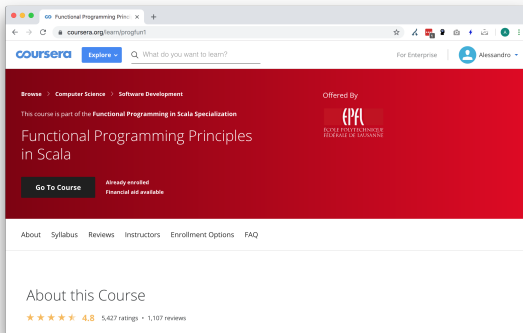 Functional Programming Princ
coursera.org/learn/progfun1
coursera
Explore
What do you want to learn?
For Enterprise
Alessandro
Browse > Computer Science > Software Development
This course is part of the Functional Programming in Scala Specialization
Functional Programming Principles
in Scala
Go To Course
Already enrolled
Financial aid available
Offered By
EPFL
ÉCOLE POLYTECHNIQUE
FÉDÉRALE DE LAUSANNE
About Syllabus Reviews Instructors Enrollment Options FAQ
About this Course
4.8 5,427 ratings • 1,107 reviews